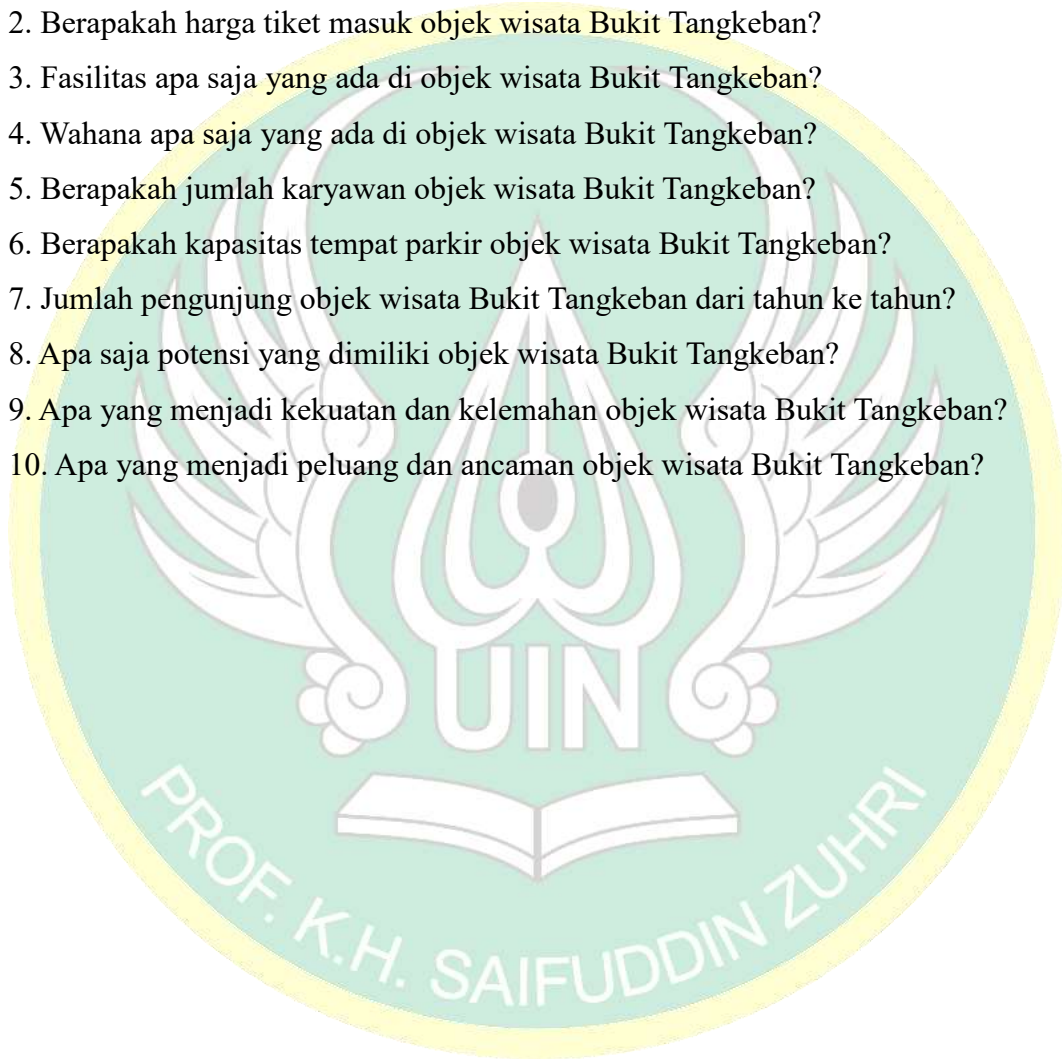 2. Berapakah harga tiket masuk objek wisata Bukit Tangkeban?
3. Fasilitas apa saja yang ada di objek wisata Bukit Tangkeban?
4. Wahana apa saja yang ada di objek wisata Bukit Tangkeban?
5. Berapakah jumlah karyawan objek wisata Bukit Tangkeban?
6. Berapakah kapasitas tempat parkir objek wisata Bukit Tangkeban?
7. Jumlah pengunjung objek wisata Bukit Tangkeban dari tahun ke tahun?
8. Apa saja potensi yang dimiliki objek wisata Bukit Tangkeban?
9. Apa yang menjadi kekuatan dan kelemahan objek wisata Bukit Tangkeban?
10. Apa yang menjadi peluang dan ancaman objek wisata Bukit Tangkeban?
UIN
PROF. K.H. SAIFUDDIN ZUHRI